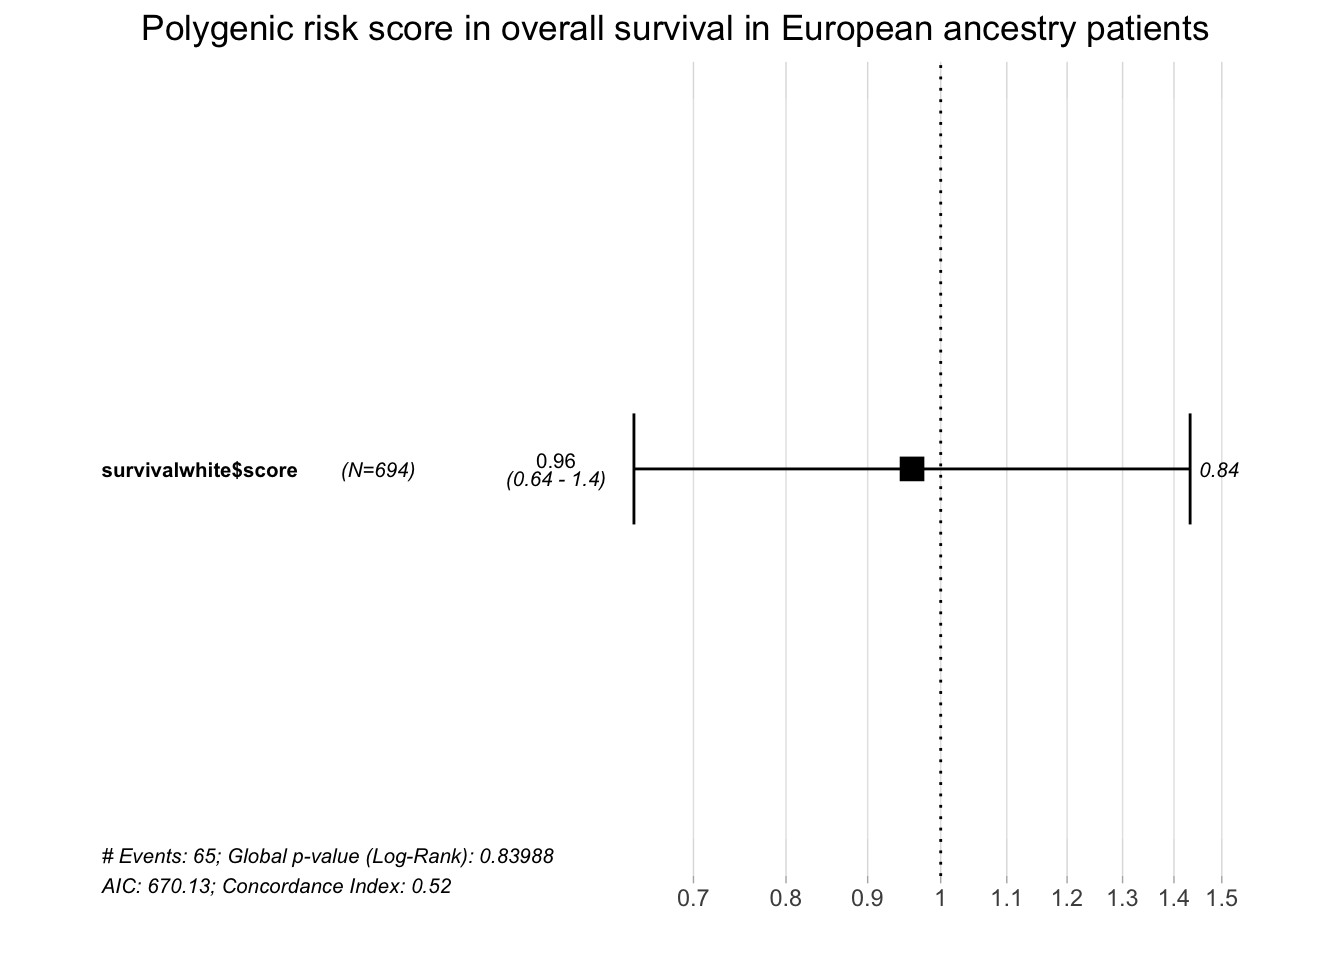 Polygenic risk score in overall survival in European ancestry patients
survivalwhite$score (N=694) 0.96 0.84
(0.64 - 1.4)
# Events: 65; Global p-value (Log-Rank): 0.83988
AIC: 670.13; Concordance Index: 0.52
0.7 0.8 0.9 1 1.1 1.2 1.3 1.4 1.5